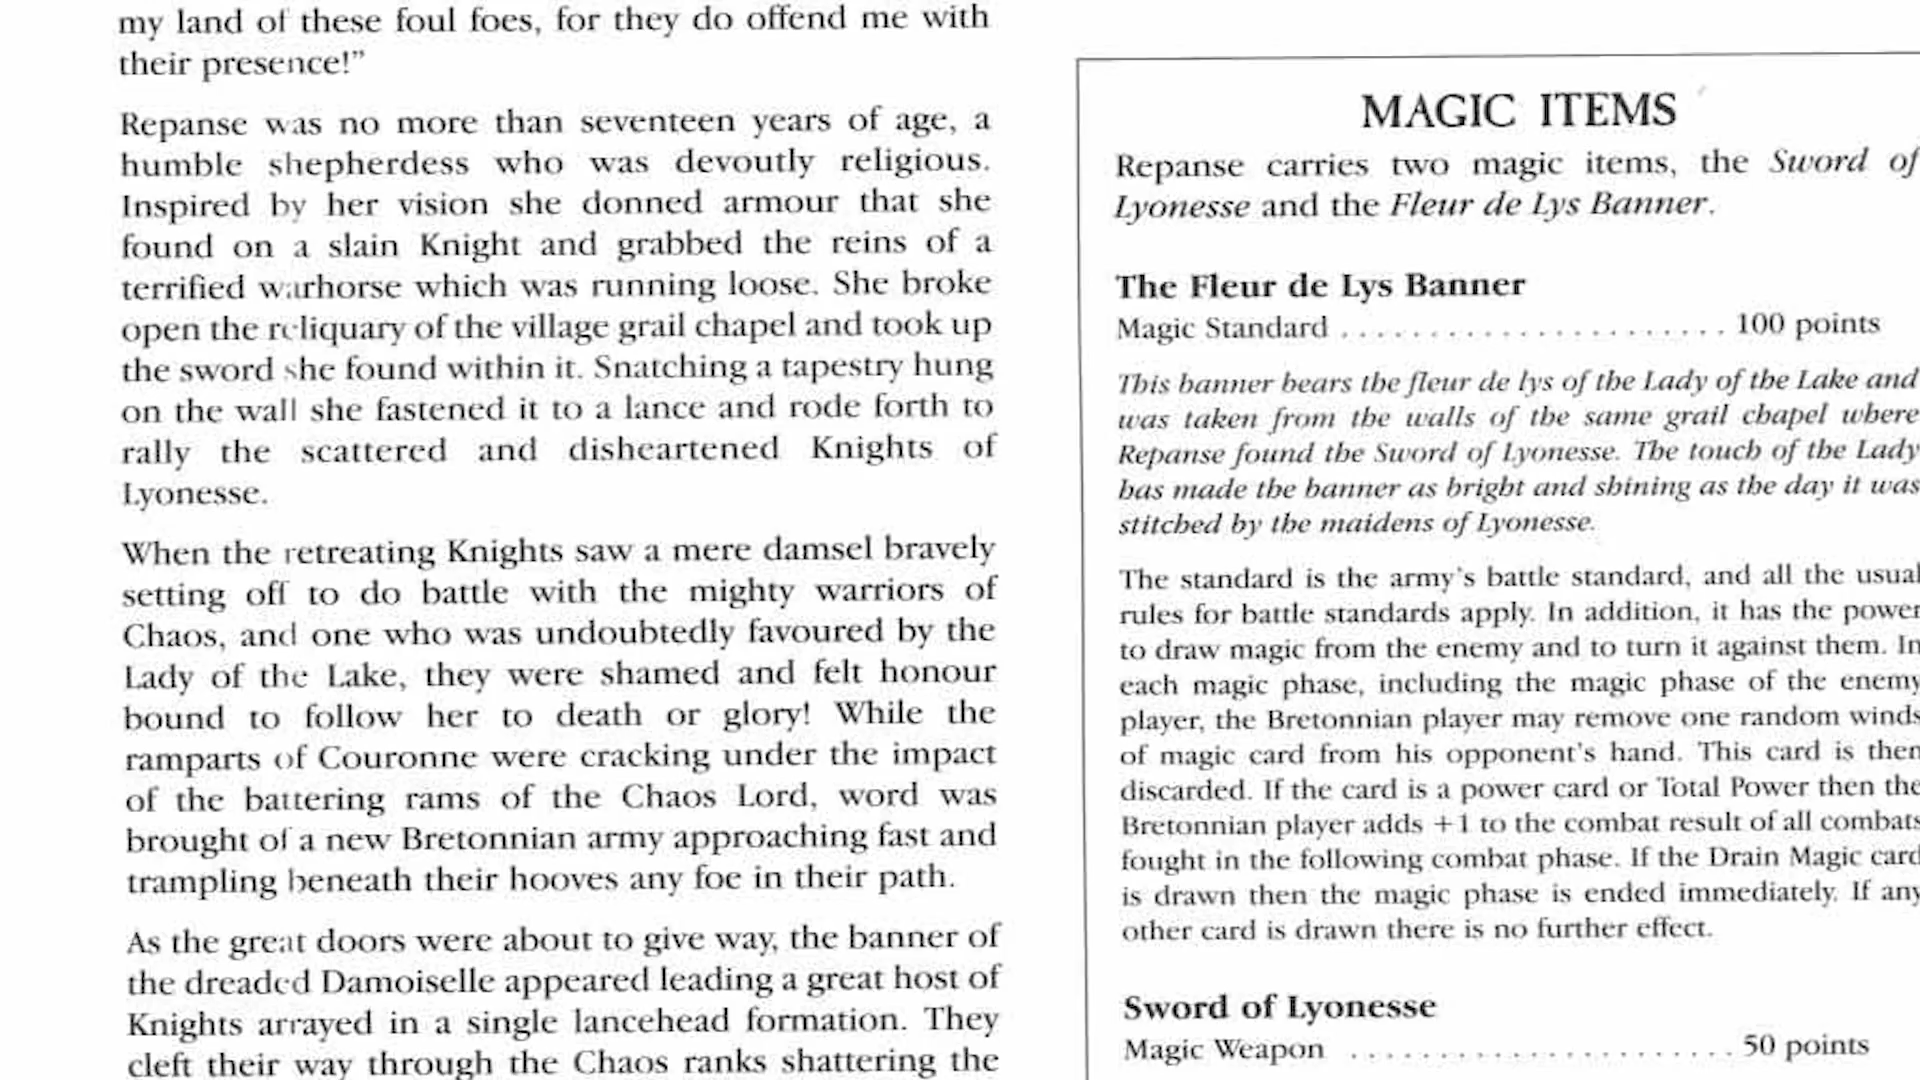 my land of these foul foes, for they do offend me with
their presence!”
Repanse was no more than seventeen years of age, a
humble shepherdess who was devoutly religious.
Inspired by her vision she donned armour that she
found on a slain Knight and grabbed the reins of a
terrified warhorse which was running loose. She broke
open the reliquary of the village grail chapel and took up
the sword she found within it. Snatching a tapestry hung
on the wall she fastened it to a lance and rode forth to
rally the scattered and disheartened Knights of
Lyonesse.
When the retreating Knights saw a mere damsel bravely
setting off to do battle with the mighty warriors of
Chaos, and one who was undoubtedly favoured by the
Lady of the Lake, they were shamed and felt honour
bound to follow her to death or glory! While the
ramparts of Couronne were cracking under the impact
of the battering rams of the Chaos Lord, word was
brought of a new Bretonnian army approaching fast and
trampling beneath their hooves any foe in their path.
As the great doors were about to give way, the banner of
the dreaded Damoiselle appeared leading a great host of
Knights arrayed in a single lancehead formation. They
cleft their way through the Chaos ranks shattering the
MAGIC ITEMS
Repanse carries two magic items, the Sword of
Lyonesse and the Fleur de Lys Banner.
The Fleur de Lys Banner
Magic Standard . . . . . . . . . . . . . . . . . . . . . . 100 points
This banner bears the fleur de lys of the Lady of the Lake and
was taken from the walls of the same grail chapel where
Repanse found the Sword of Lyonesse. The touch of the Lady
has made the banner as bright and shining as the day it was
stitched by the maidens of Lyonesse.
The standard is the army's battle standard, and all the usual
rules for battle standards apply. In addition, it has the power
to draw magic from the enemy and to turn it against them. In
each magic phase, including the magic phase of the enemy
player, the Bretonnian player may remove one random winds
of magic card from his opponent's hand. This card is then
discarded. If the card is a power card or Total Power then the
Bretonnian player adds +1 to the combat result of all combats
fought in the following combat phase. If the Drain Magic card
is drawn then the magic phase is ended immediately. If any
other card is drawn there is no further effect.
Sword of Lyonesse
Magic Weapon . . . . . . . . . . . . . . . . . . . . . . 50 points